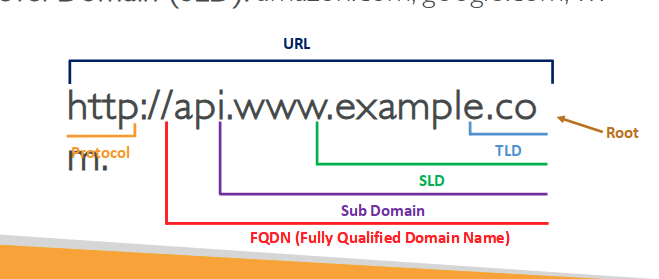 Domain (SLD): amazon.com, google.com, …
URL
http://api.www.example.co
m.
Protocol
Root
TLD
SLD
Sub Domain
FQDN (Fully Qualified Domain Name)